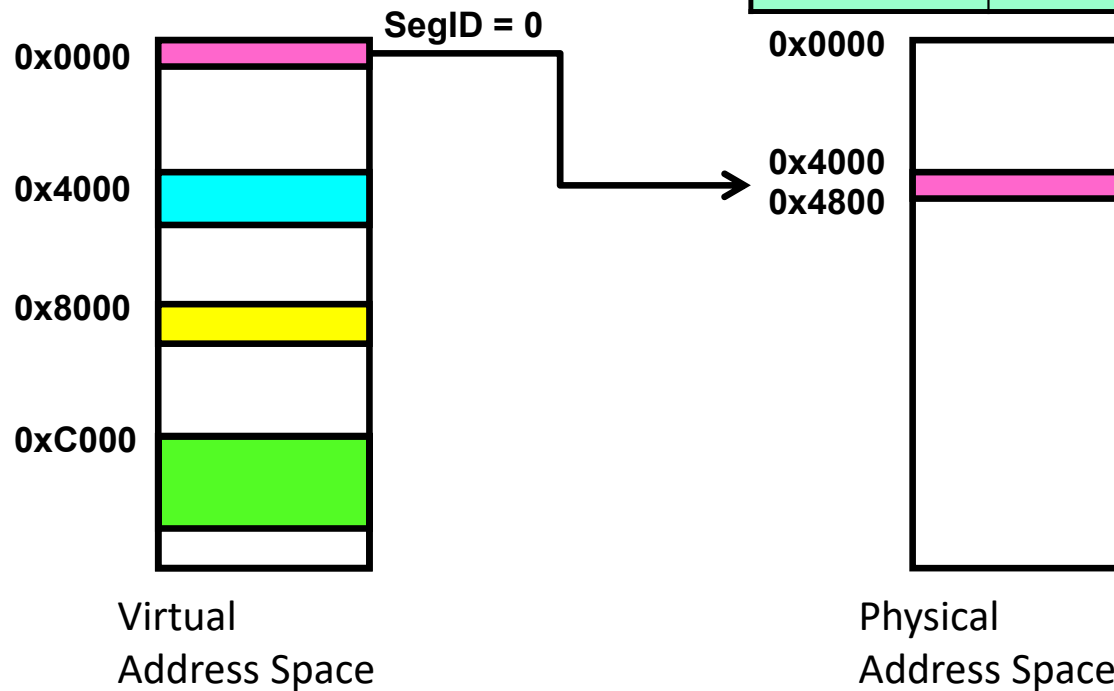 SegID = 0
0x0000
0x4000
0x8000
0xC000
Virtual
Address Space
0x0000
0x4000
0x4800
Physical
Address Space